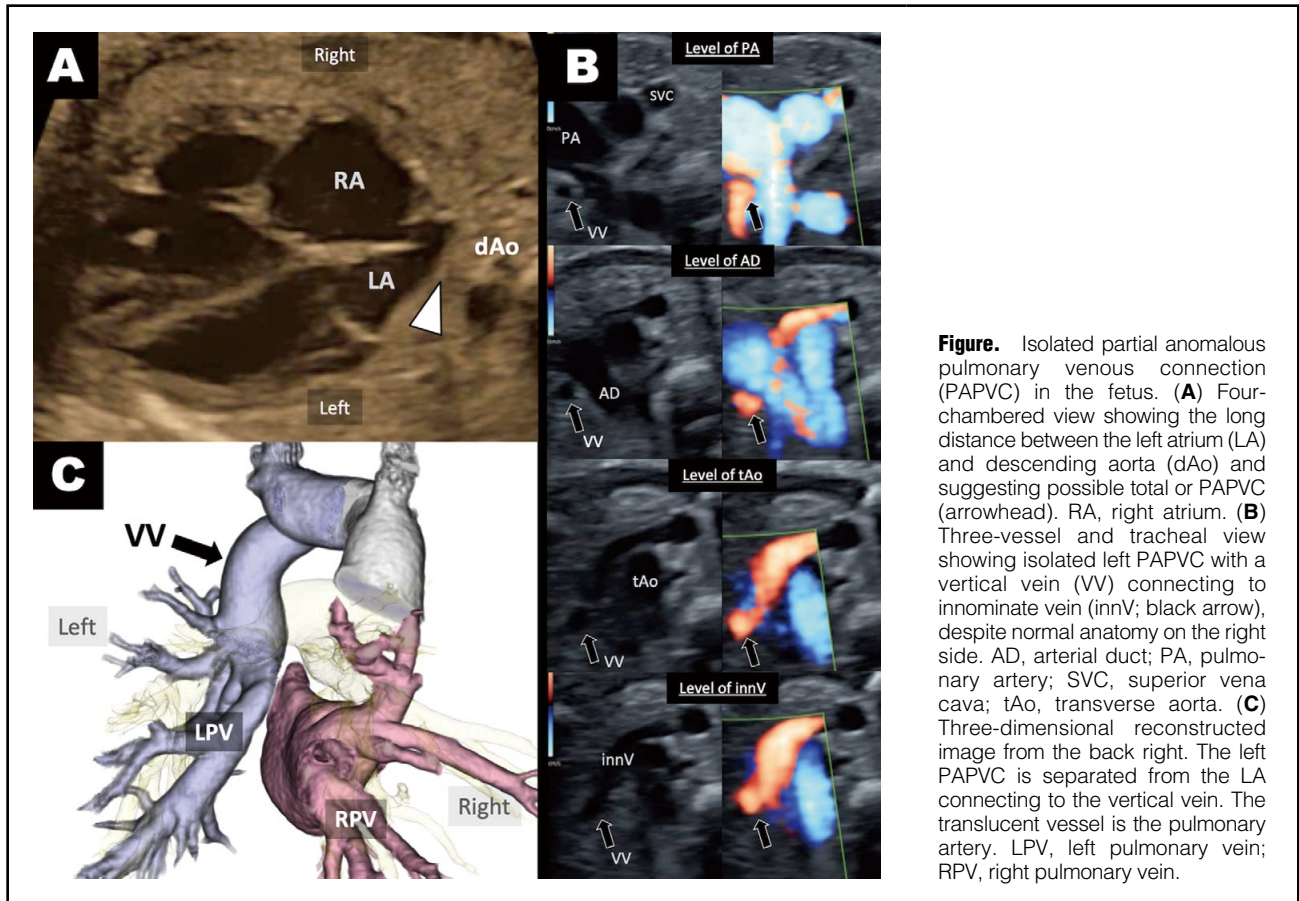 A
Right
RA
dAo
LA
Left
B
Level of PA
SVC
PA
VV
Level of AD
AD
VV
Level of tAo
tAo
VV
Level of innV
innV
VV
C
VV
Left
LPV
Right
RPV
Figure. Isolated partial anomalous
pulmonary venous connection
(PAPVC) in the fetus. (A) Four-
chambered view showing the long
distance between the left atrium (LA)
and descending aorta (dAo) and
suggesting possible total or PAPVC
(arrowhead). RA, right atrium. (B)
Three-vessel and tracheal view
showing isolated left PAPVC with a
vertical vein (VV) connecting to
innominate vein (innV; black arrow),
despite normal anatomy on the right
side. AD, arterial duct; PA, pulmo-
nary artery; SVC, superior vena
cava; tAo, transverse aorta. (C)
Three-dimensional reconstructed
image from the back right. The left
PAPVC is separated from the LA
connecting to the vertical vein. The
translucent vessel is the pulmonary
artery. LPV, left pulmonary vein;
RPV, right pulmonary vein.